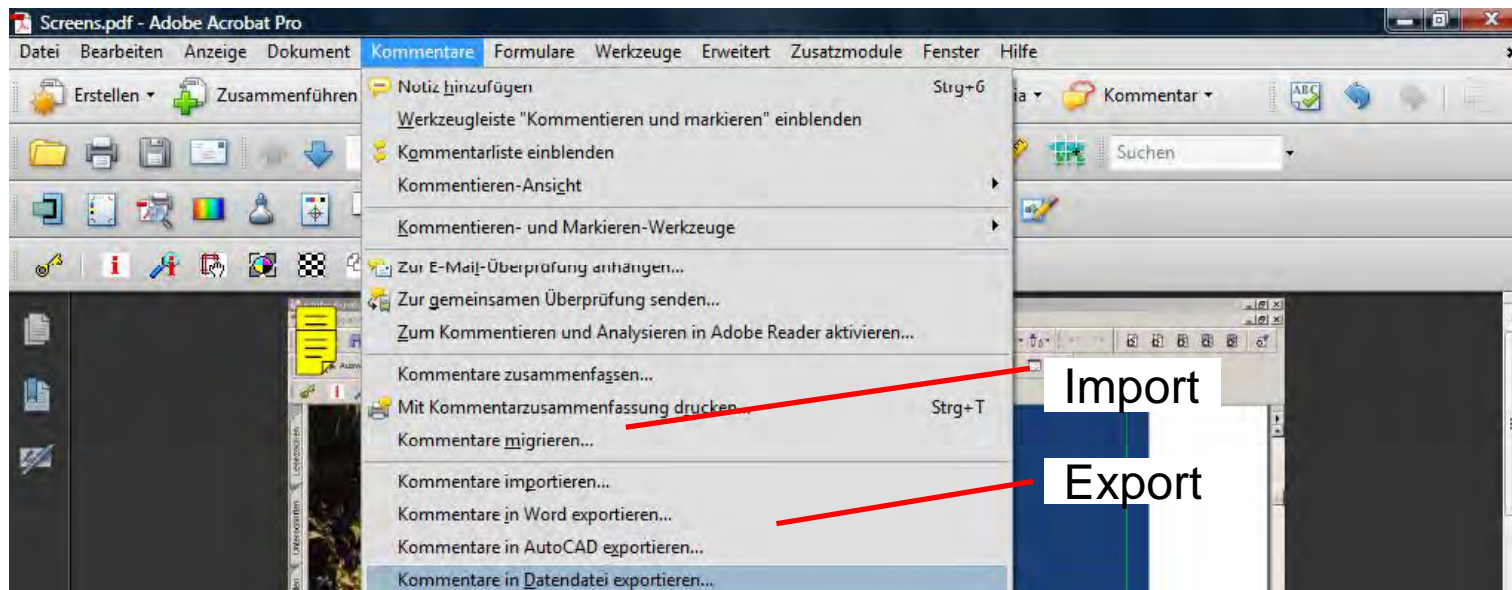 Screens.pdf - Adobe Acrobat Pro
Datei Bearbeiten Anzeige Dokument Kommentare Formulare Werkzeuge Erweitert Zusatzmodule Fenster Hilfe
Erstellen Zusammenführen
Kommentar
Suchen
Notiz hinzufügen Strg+6
Werkzeugleiste "Kommentieren und markieren" einblenden
Kommentarliste einblenden
Kommentieren-Ansicht
Kommentieren- und Markieren-Werkzeuge
Zur E-Mail-Überprüfung anhängen...
Zur gemeinsamen Überprüfung senden...
Zum Kommentieren und Analysieren in Adobe Reader aktivieren...
Kommentare zusammenfassen...
Mit Kommentarzusammenfassung drucken... Strg+T
Kommentare migrieren...
Kommentare importieren...
Kommentare in Word exportieren...
Kommentare in AutoCAD exportieren...
Kommentare in Datendatei exportieren...
Import
Export
Lesezeichen
Unterschriften